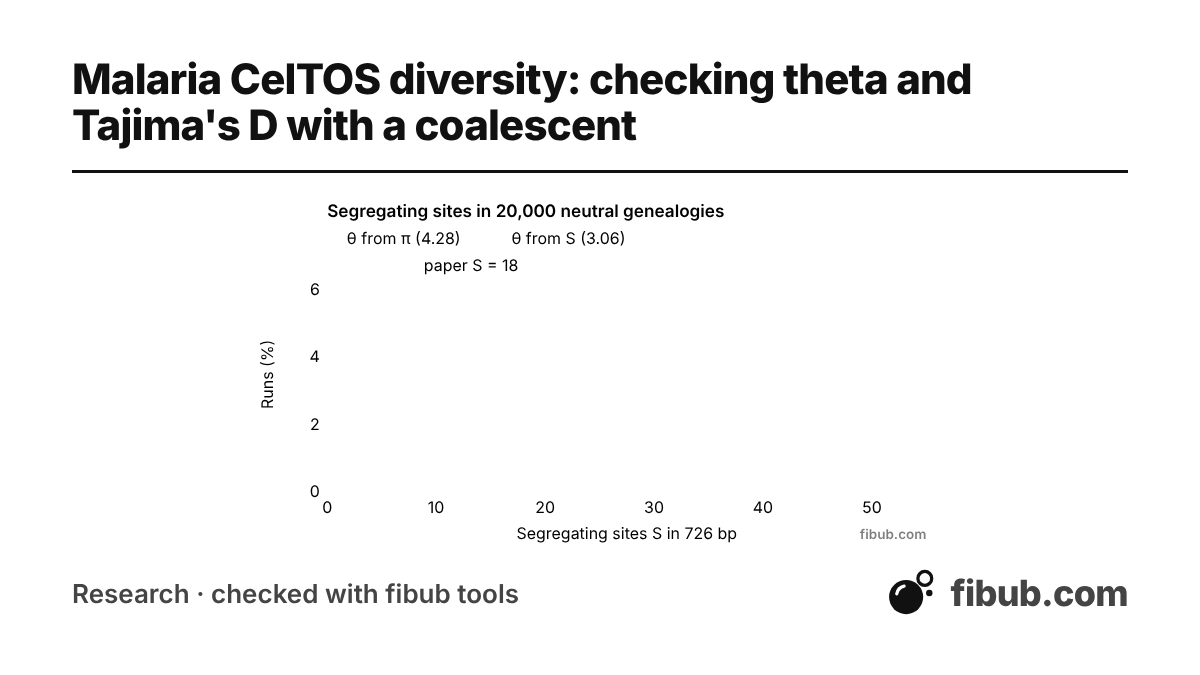 Malaria CelTOS diversity: checking theta and
Tajima's D with a coalescent
Segregating sites in 20,000 neutral genealogies
θ from π (4.28) θ from S (3.06)
paper S = 18
6
4
2
0
Runs (%)
0 10 20 30 40 50
Segregating sites S in 726 bp
fibub.com
Research · checked with fibub tools
fibub.com